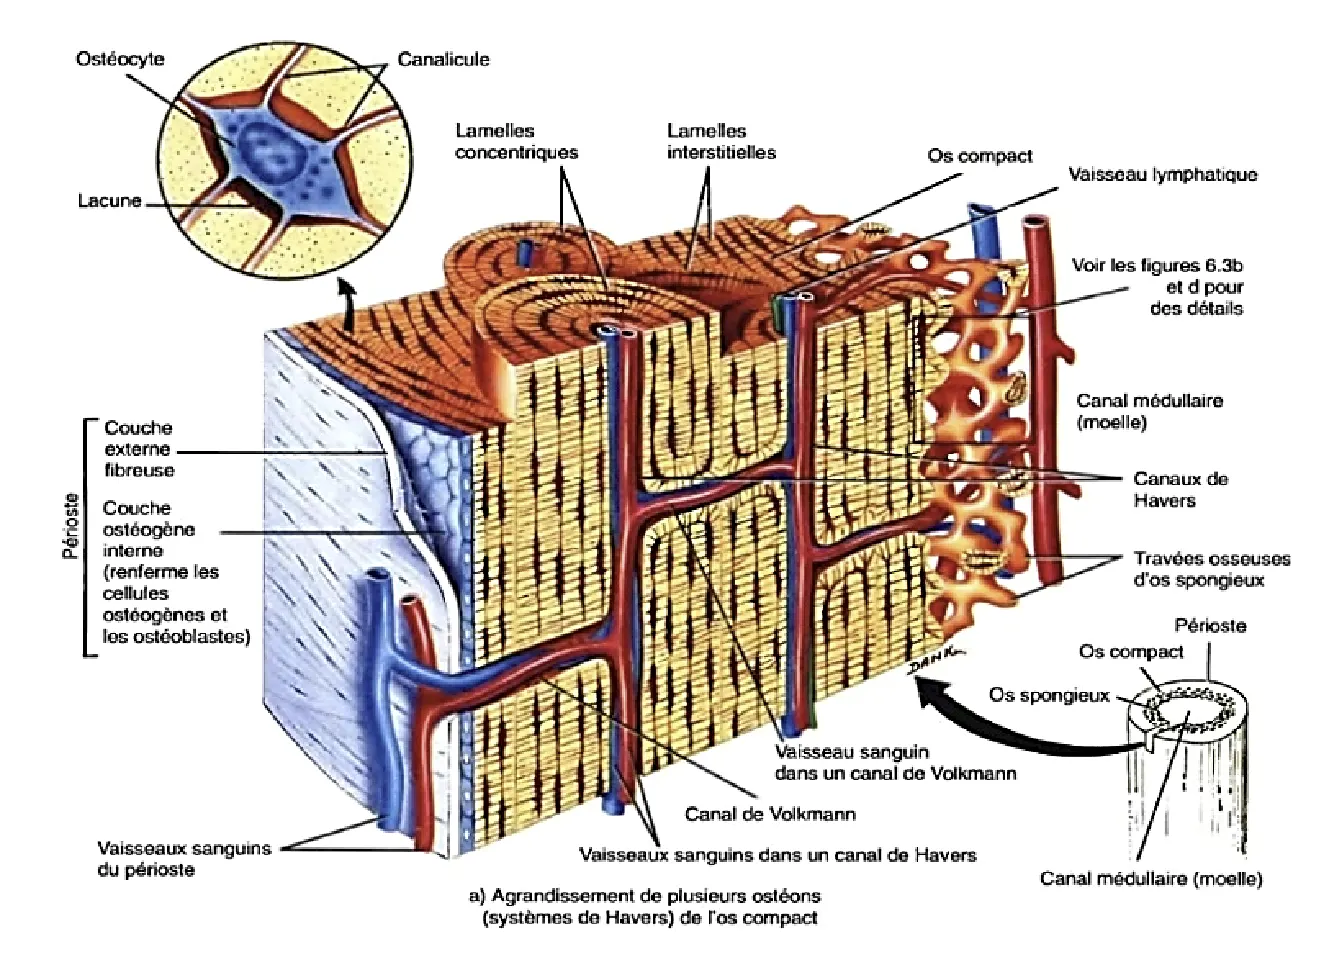 Ostéocyte
Canalicule
Lacune
Lamelles
concentriques
Lamelles
interstitielles
Os compact
Vaisseau lymphatique
Voir les figures 6.3b
et d pour
des détails
Canal médullaire
(moelle)
Canaux de
Havers
Travées osseuses
d'os spongieux
Périoste
Couche
externe
fibreuse
Couche
ostéogène
interne
(renferme les
cellules
ostéogènes et
les ostéoblastes)
Vaisseaux sanguins
du périoste
DANK
Vaisseau sanguin
dans un canal de Volkmann
Canal de Volkmann
Vaisseaux sanguins dans un canal de Havers
Périoste
Os compact
Os spongieux
Canal médullaire (moelle)
a) Agrandissement de plusieurs ostéons
(systèmes de Havers) de l'os compact